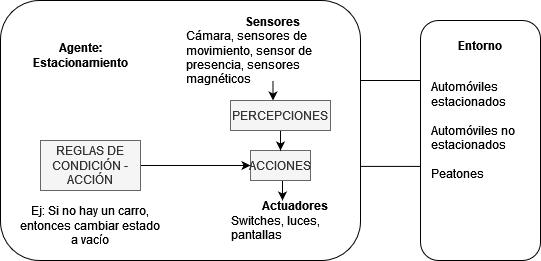 Agente:
Estacionamiento
Sensores
Cámara, sensores de
movimiento, sensor de
presencia, sensores
magnéticos
PERCEPCIONES
REGLAS DE
CONDICIÓN -
ACCIÓN
ACCIONES
Ej: Si no hay un carro,
entonces cambiar estado
a vacío
Actuadores
Switches, luces,
pantallas
Entorno
Automóviles
estacionados
Automóviles no
estacionados
Peatones